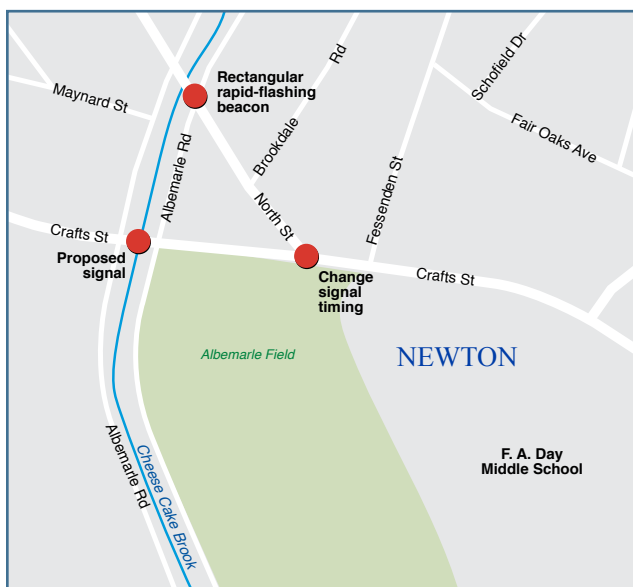 Schofield Dr
Rectangular
rapid-flashing
beacon
Rd
Maynard St
Fair Oaks Ave
Brookdale
Albemarle Rd
Fessenden St
North St
Crafts St
Proposed
signal
Change
signal
timing
Crafts St
Albemarle Field
NEWTON
F. A. Day
Middle School
Albemarle Rd
Cheese Cake Brook